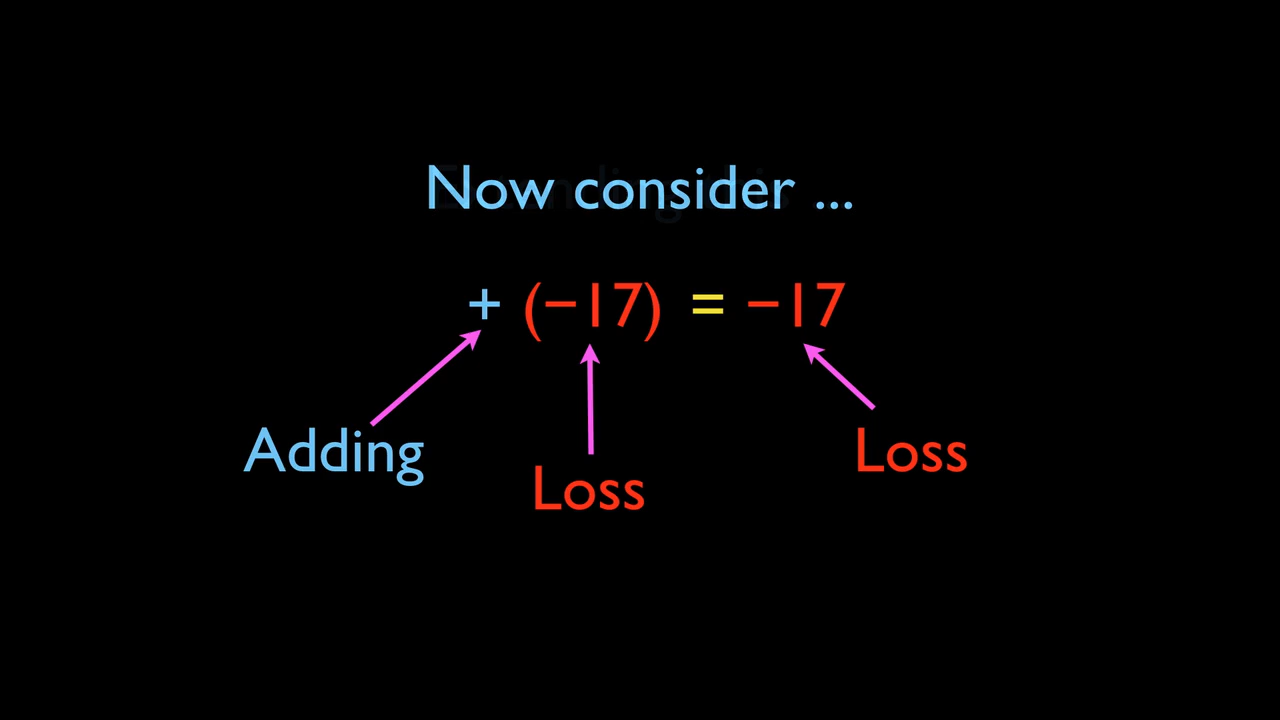 Now consider ...
+ (−17) = −17
Adding
Loss
Loss